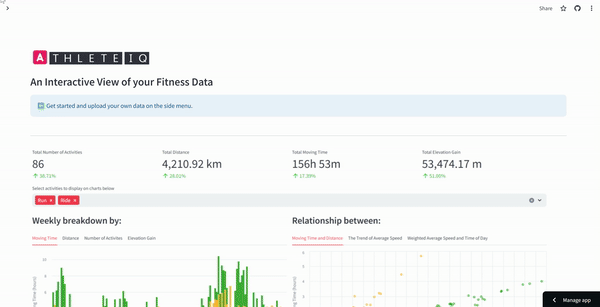 Share
ATHLETEIQ
An Interactive View of your Fitness Data
Get started and upload your own data on the side menu.
Total Number of Activities
86
38.71%
Total Distance
4,210.92 km
26.01%
Total Moving Time
156h 53m
17.39%
Total Elevation Gain
53,474.17 m
51.00%
Select activities to display on charts below
Run × Ride ×
Weekly breakdown by:
Moving Time Distance Number of Activities Elevation Gain
Relationship between:
Moving Time and Distance The Trend of Average Speed Weighted Average Speed and Time of Day
Manage app